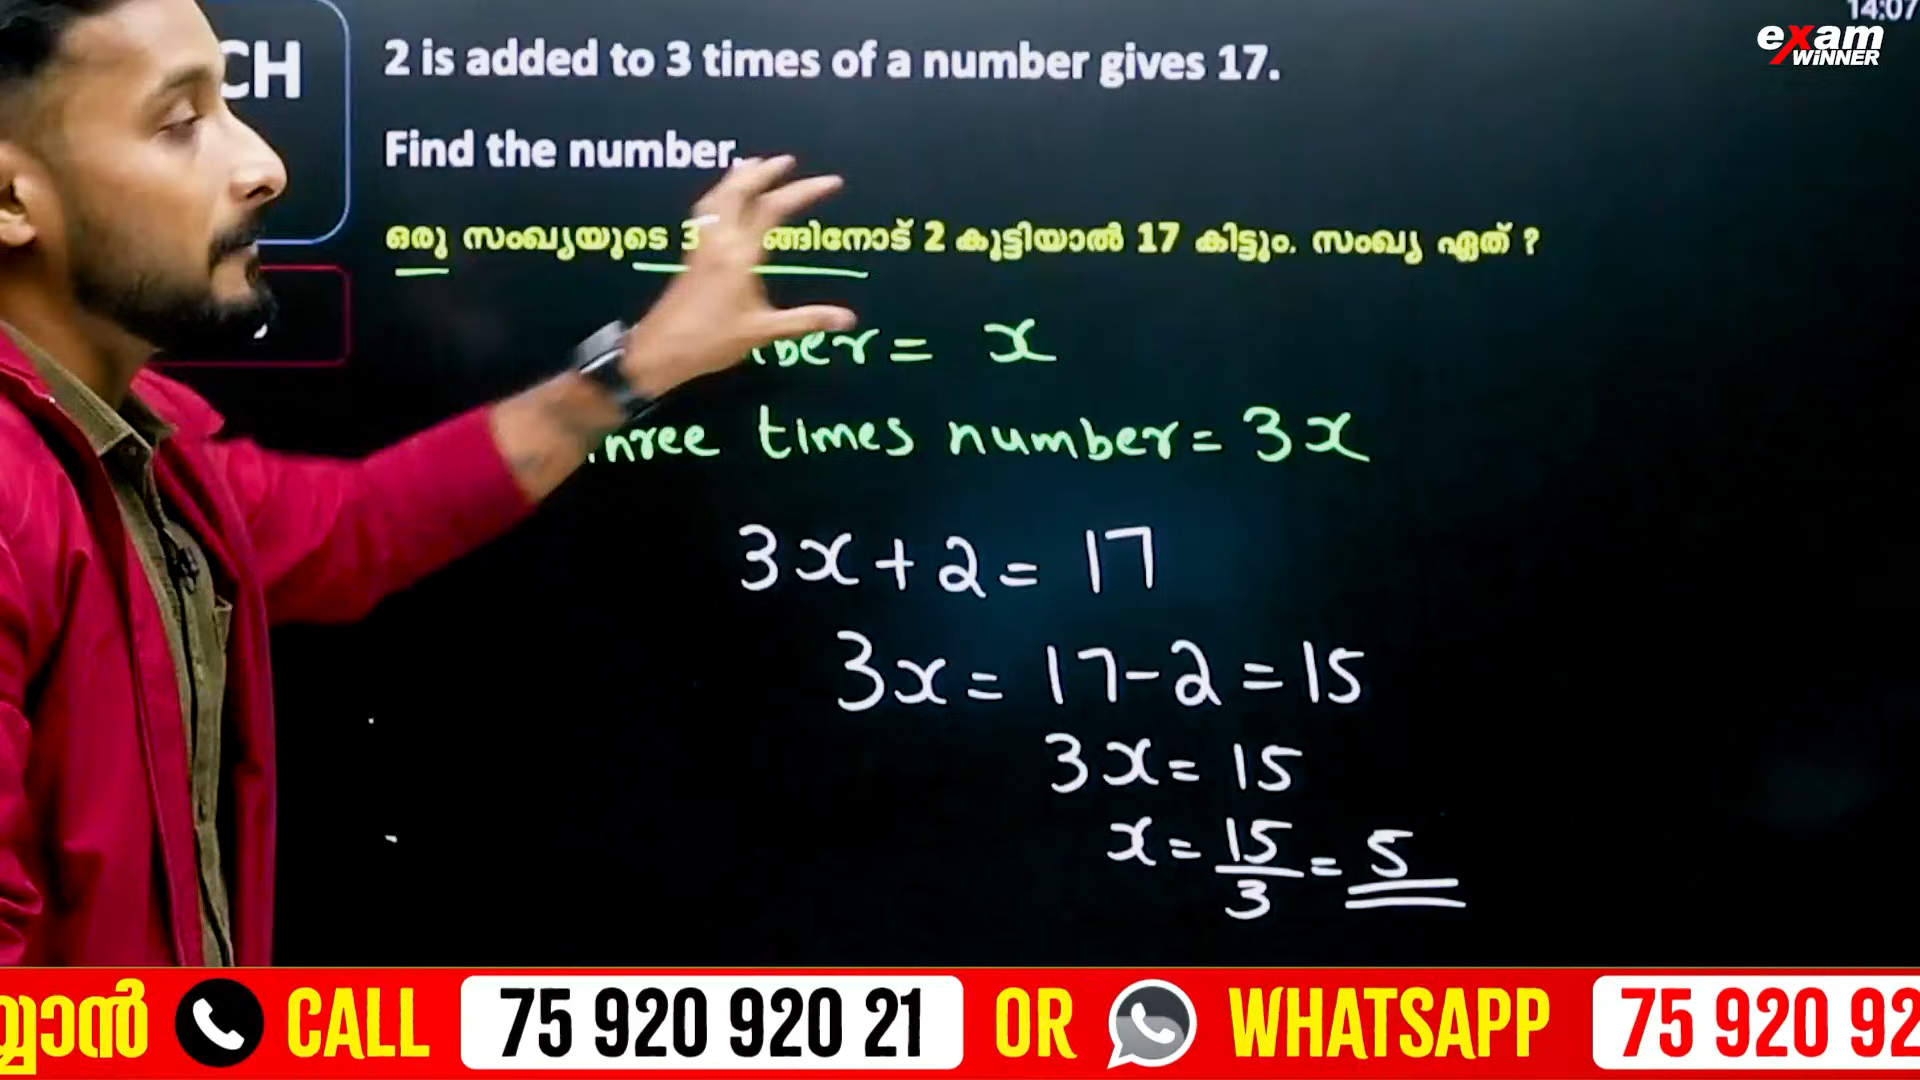 14:07
exam
WiNNER
CH
2 is added to 3 times of a number gives 17.
Find the number.
ഒരു സംഖ്യയുടെ 3 2 കൂട്ടിയാൽ 17 കിട്ടും. സംഖ്യ ഏത് ?
= x
times number = 3x
3x + 2 = 17
3x = 17 - 2 = 15
3x = 15
x = 15/3 = 5
CALL 75 920 920 21 OR WHATSAPP 75 920 92